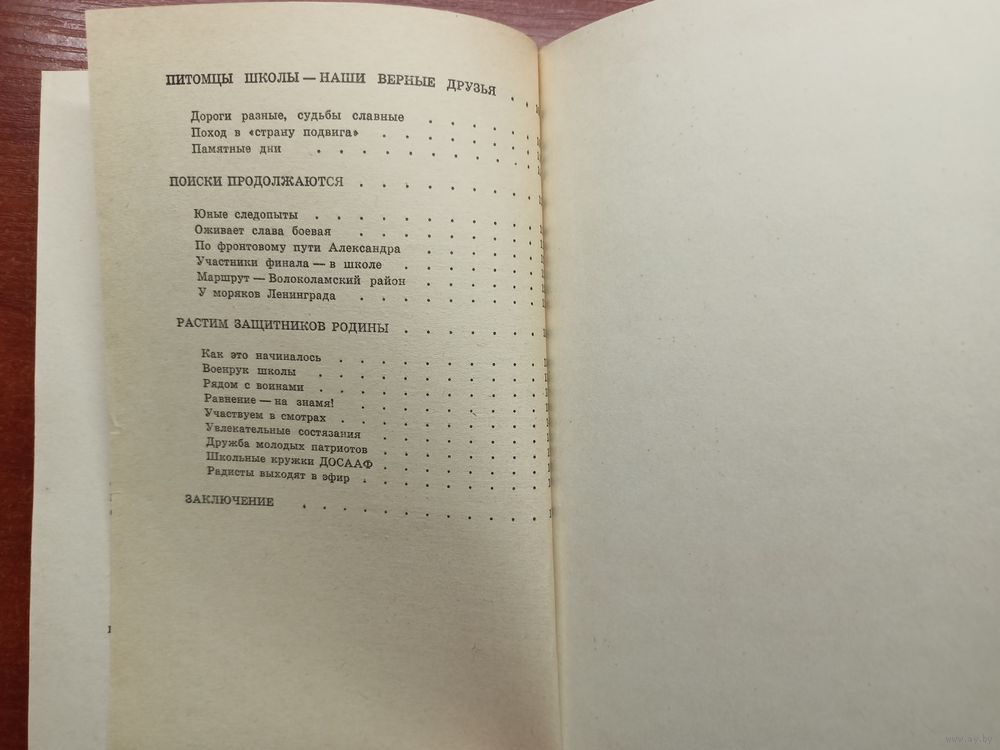 ПИТОМЦЫ ШКОЛЫ — НАШИ ВЕРНЫЕ ДРУЗЬЯ . .
Дороги разные, судьбы славные . . . . . .
Поход в «страну подвига» . . . . . . . .
Памятные дни . . . . . . . . . . .
ПОИСКИ ПРОДОЛЖАЮТСЯ . . . . . . . . .
Юные следопыты . . . . . . . . . . .
Оживает слава боевая . . . . . . . . .
По фронтовому пути Александра . . . . . .
Участники финала — в школе . . . . . . .
Маршрут — Волоколамский район . . . . . .
У моряков Ленинграда . . . . . . . . .
РАСТИМ ЗАЩИТНИКОВ РОДИНЫ . . . . . . .
Как это начиналось . . . . . . . . . .
Военрук школы . . . . . . . . . . .
Рядом с воинами . . . . . . . . . . .
Равнение — на знамя! . . . . . . . . .
Участвуем в смотрах . . . . . . . . . .
Увлекательные состязания . . . . . . . .
Дружба молодых патриотов . . . . . . . .
Школьные кружки ДОСААФ . . . . . . . .
Радисты выходят в эфир . . . . . . . . .
ЗАКЛЮЧЕНИЕ . . . . . . . . . . .
www.ay.by